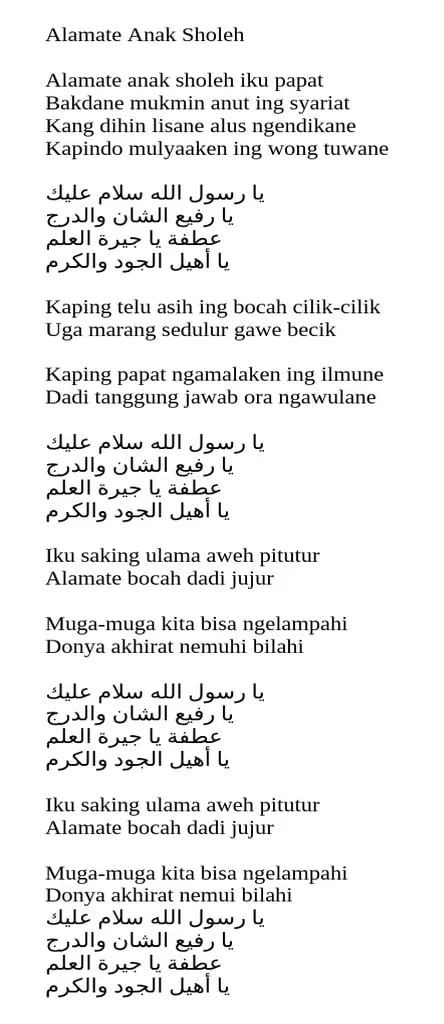 Alamate Anak Sholeh
Alamate anak sholeh iku papat
Bakdane mukmin anut ing syariat
Kang dihin lisane alus ngendikane
Kapindo mulyaaken ing wong tuwane
يا رسول الله سلام عليك
يا رفيع الشان والدرج
عطفة يا جيرة العلم
يا أهيل الجود والكرم
Kaping telu asih ing bocah cilik-cilik
Uga marang sedulur gawe becik
Kaping papat ngamalaken ing ilmune
Dadi tanggung jawab ora ngawulane
يا رسول الله سلام عليك
يا رفيع الشان والدرج
عطفة يا جيرة العلم
يا أهيل الجود والكرم
Iku saking ulama aweh pitutur
Alamate bocah dadi jujur
Muga-muga kita bisa ngelampahi
Donya akhirat nemuhi bilahi
يا رسول الله سلام عليك
يا رفيع الشان والدرج
عطفة يا جيرة العلم
يا أهيل الجود والكرم
Iku saking ulama aweh pitutur
Alamate bocah dadi jujur
Muga-muga kita bisa ngelampahi
Donya akhirat nemui bilahi
يا رسول الله سلام عليك
يا رفيع الشان والدرج
عطفة يا جيرة العلم
يا أهيل الجود والكرم